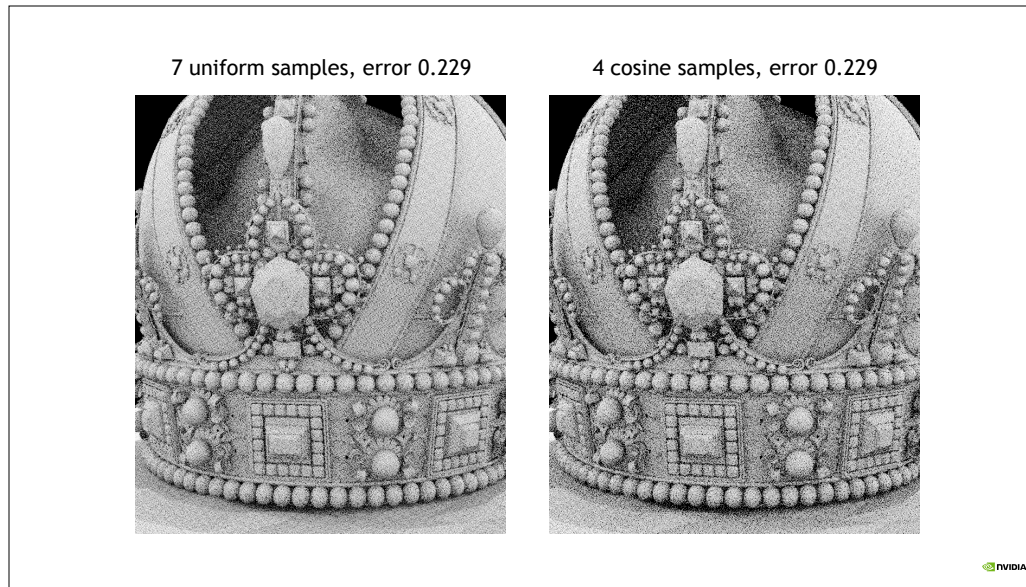 7 uniform samples, error 0.229
4 cosine samples, error 0.229
NVIDIA